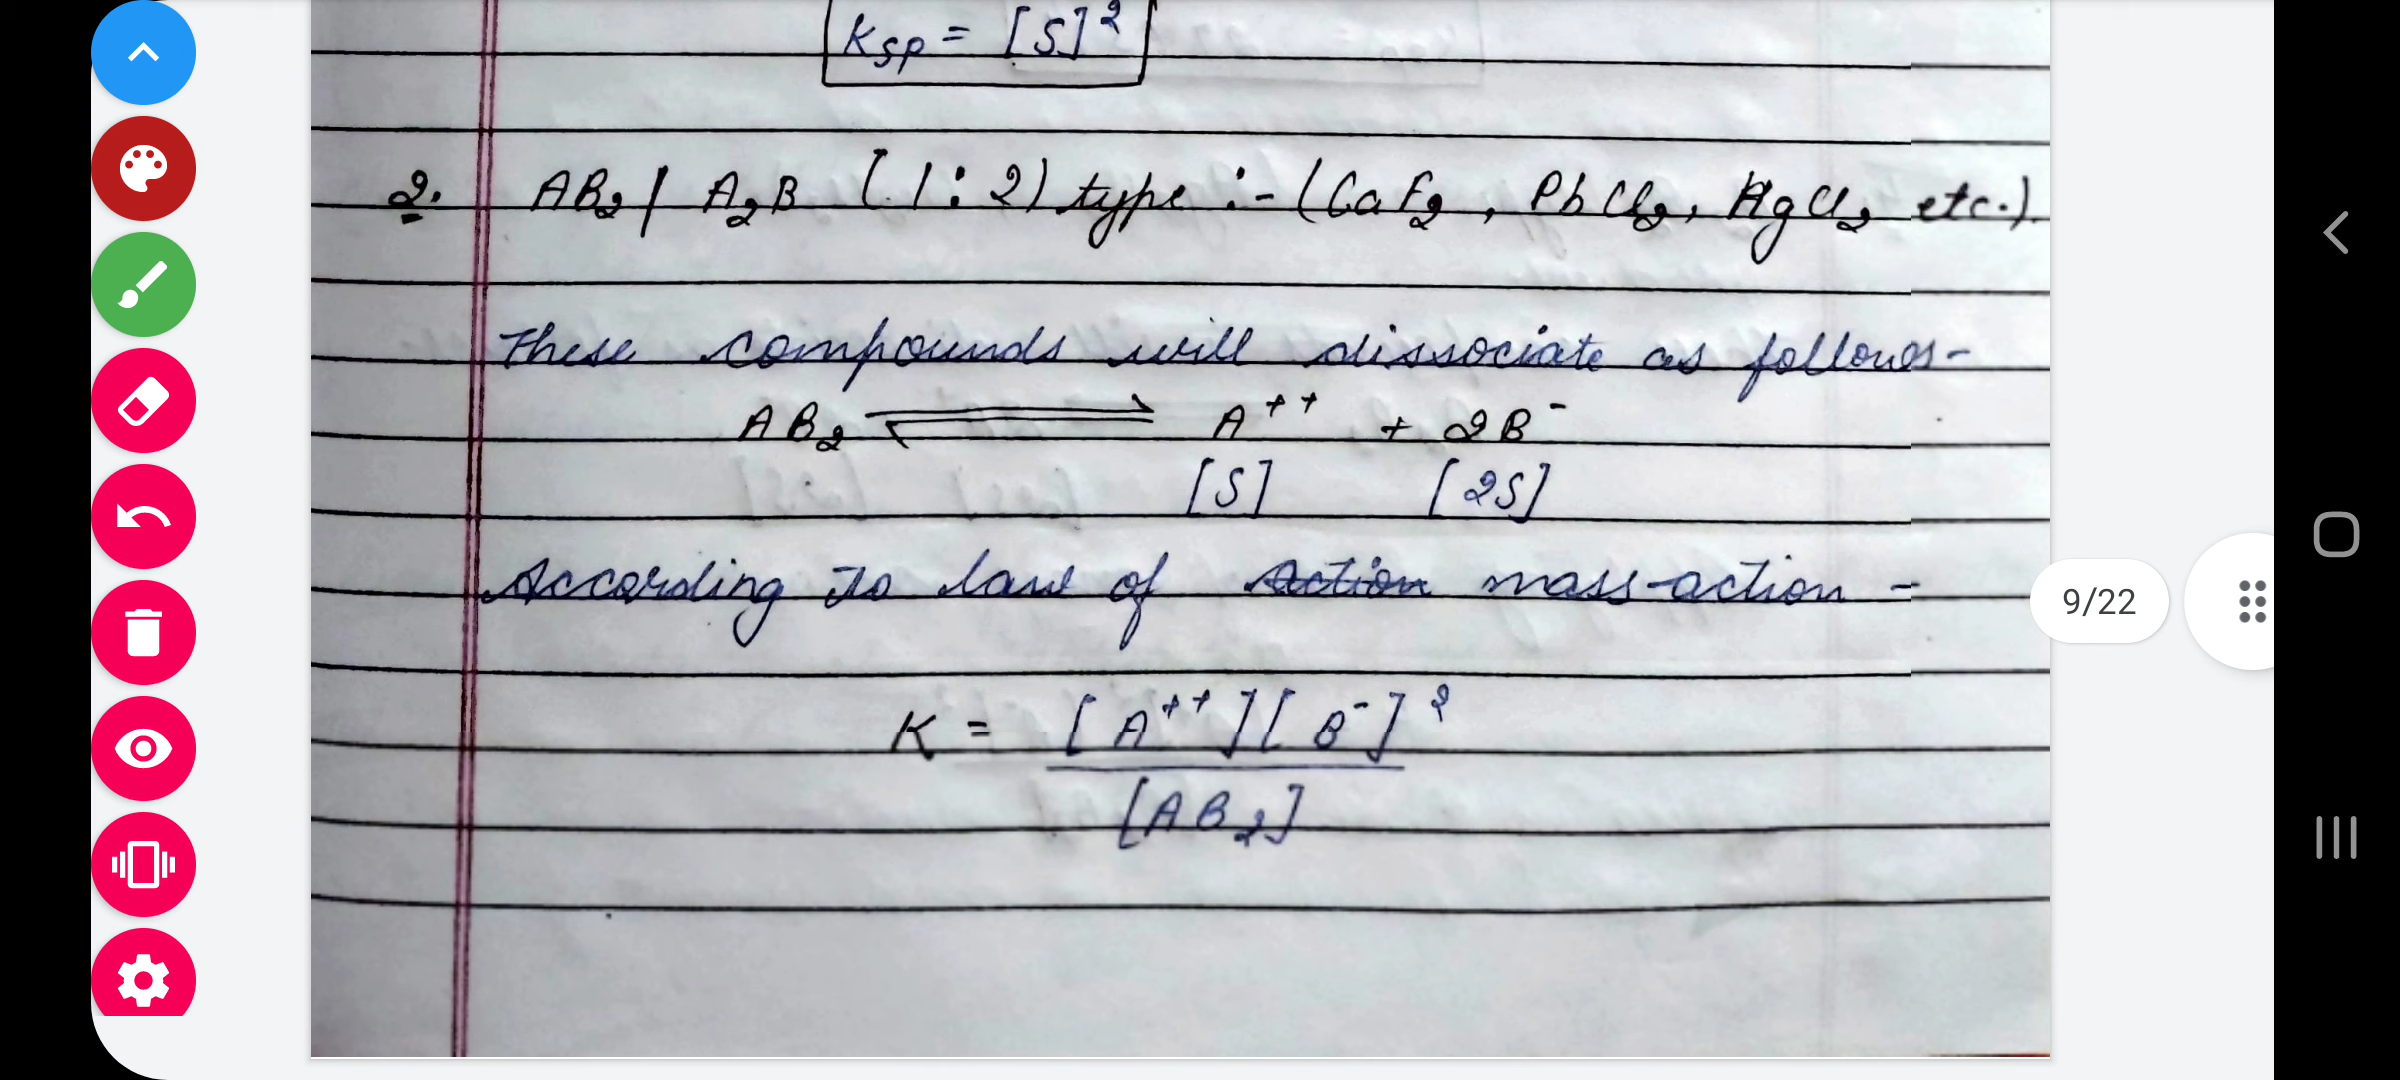 Ksp = [S]²
2. AB₂ / A₂B (1:2) type :- (CaF₂, PbCl₂, HgCl₂ etc.).
These compounds will dissociate as follows-
AB₂ ⇌ A⁺⁺ + 2B⁻
[S] [2S]
According to law of action mass-action -
9/22
K = [A⁺⁺][B⁻]²
[AB₂]